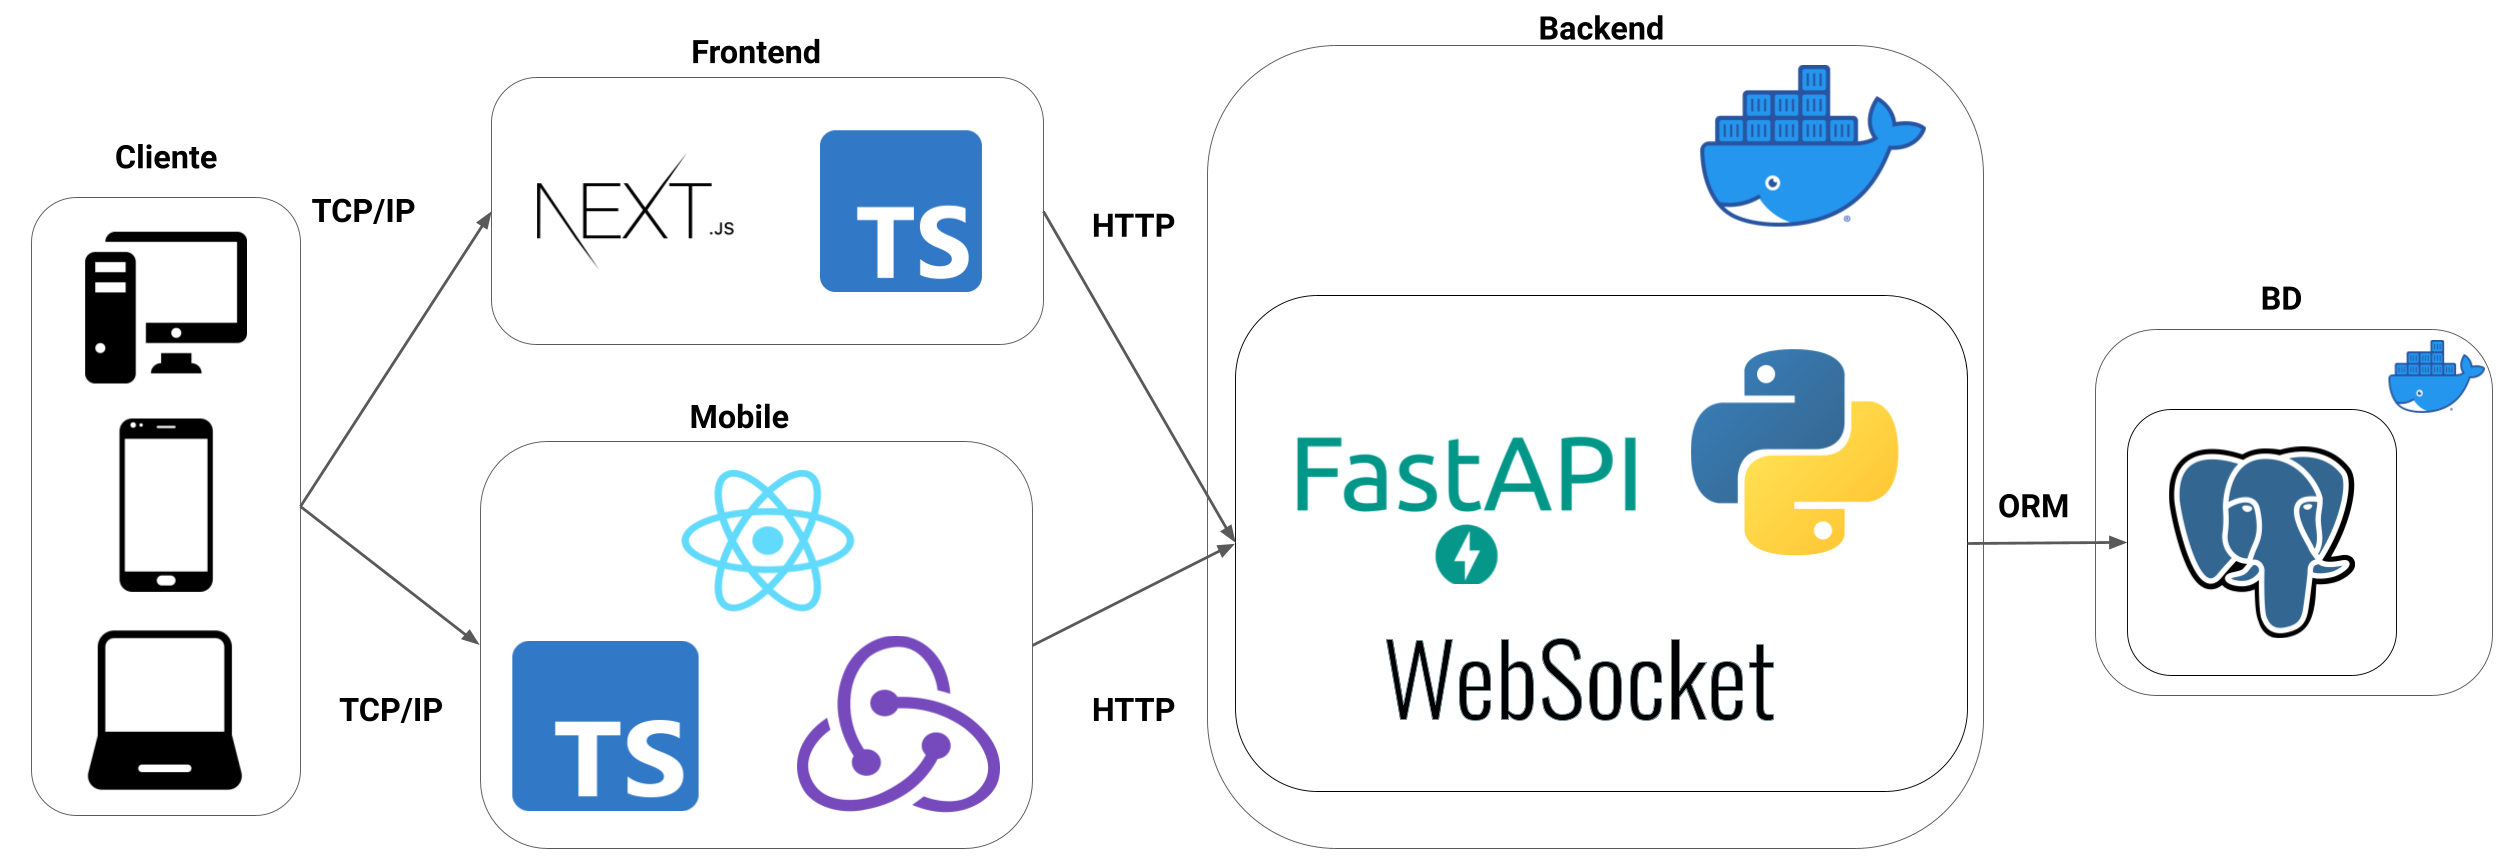 Backend
Frontend
Cliente
TCP/IP
NEXT.JS
TS
HTTP
BD
Mobile
FastAPI
ORM
TS
WebSocket
TCP/IP
HTTP